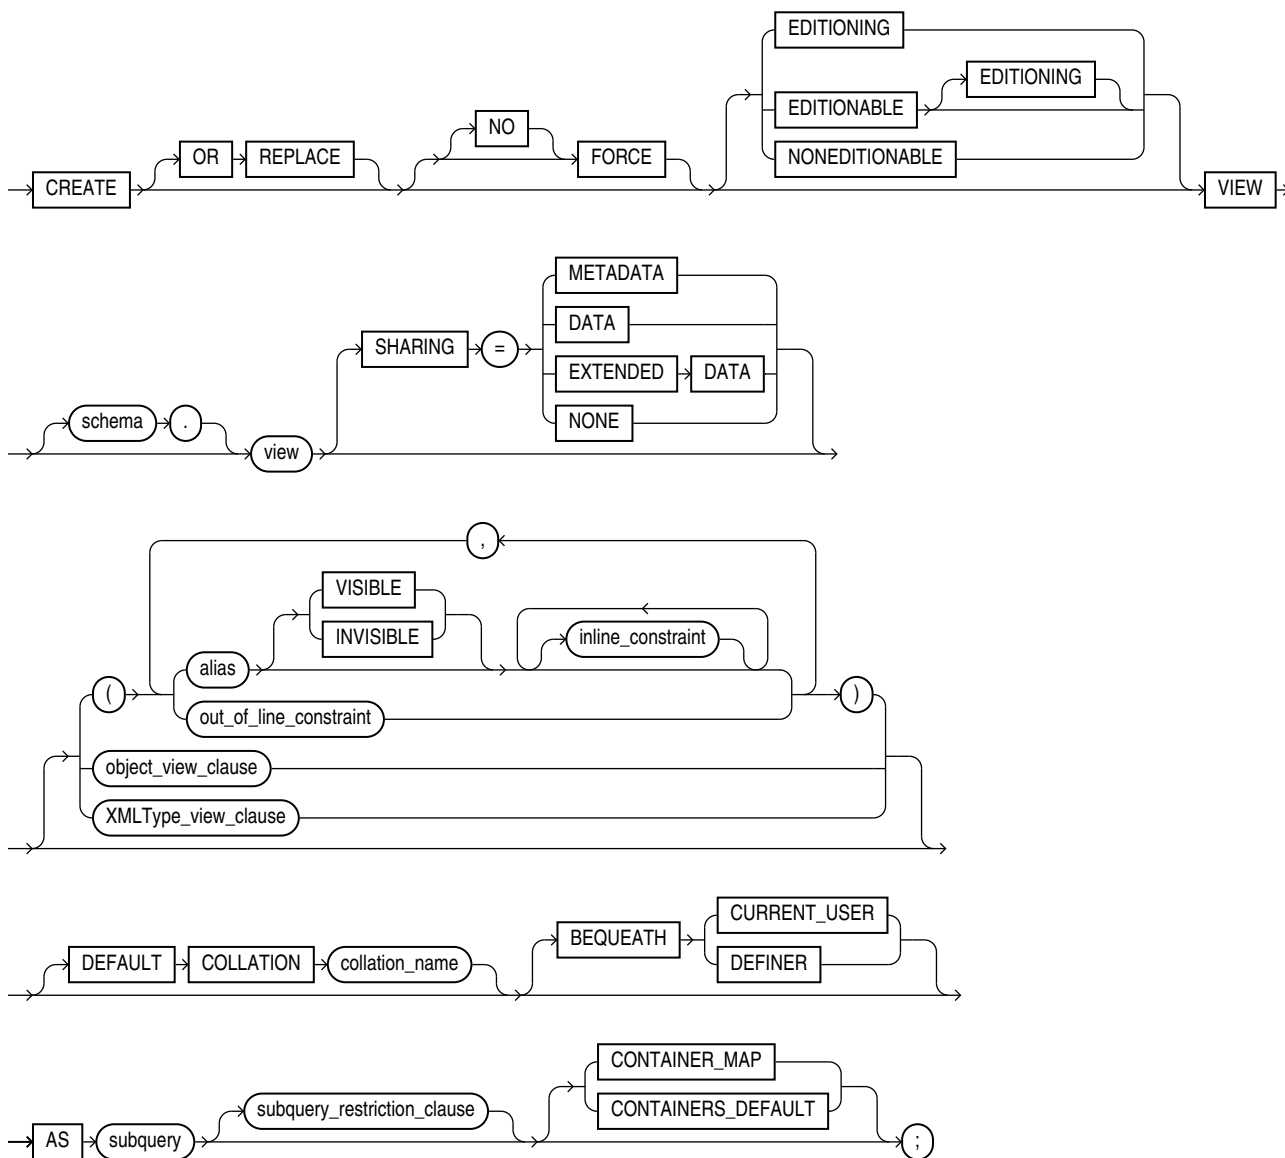 EDITIONING
EDITIONING
NO EDITIONABLE
OR REPLACE FORCE NONEDITIONABLE
CREATE VIEW
METADATA
DATA
SHARING =
EXTENDED DATA
NONE
schema .
view
,
VISIBLE
INVISIBLE inline_constraint
alias
( )
out_of_line_constraint
object_view_clause
XMLType_view_clause
CURRENT_USER
DEFAULT COLLATION collation_name BEQUEATH
DEFINER
CONTAINER_MAP
subquery_restriction_clause CONTAINERS_DEFAULT
AS subquery ;